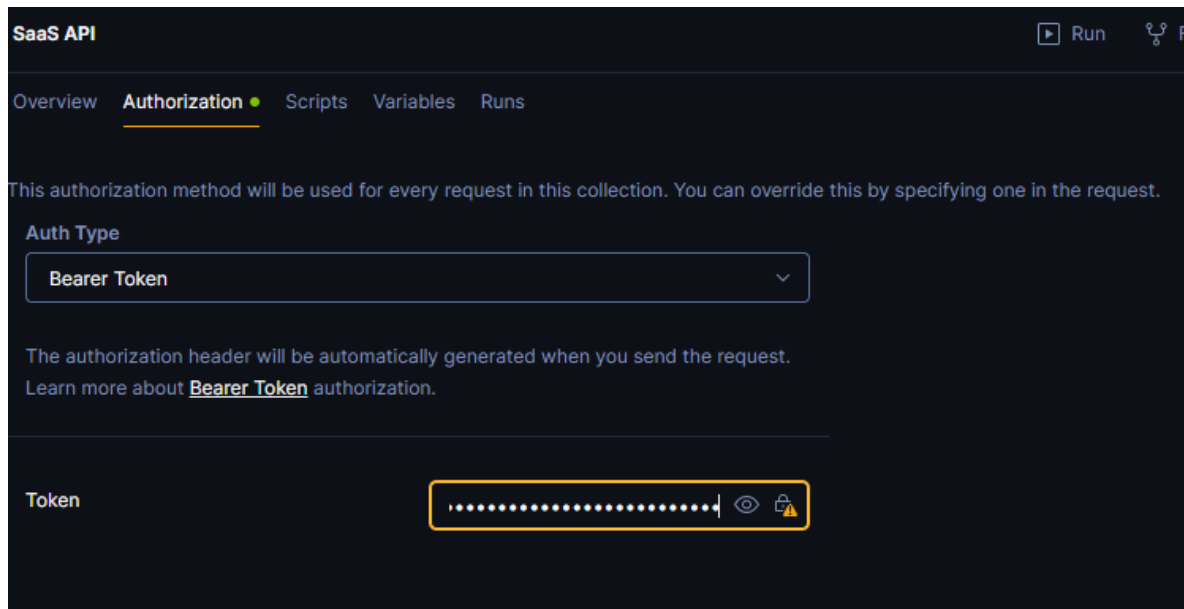 SaaS API
Run
Overview Authorization Scripts Variables Runs
This authorization method will be used for every request in this collection. You can override this by specifying one in the request.
Auth Type
Bearer Token
The authorization header will be automatically generated when you send the request.
Learn more about Bearer Token authorization.
Token